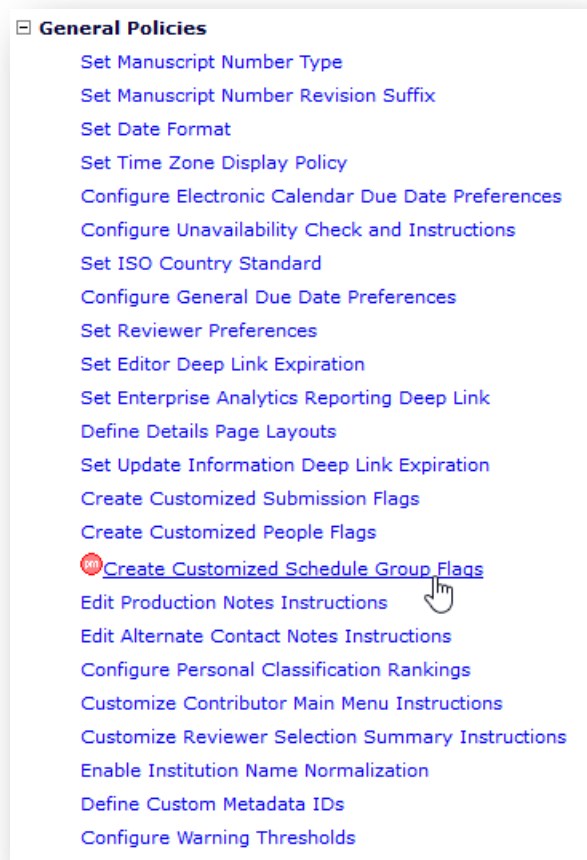 General Policies
Set Manuscript Number Type
Set Manuscript Number Revision Suffix
Set Date Format
Set Time Zone Display Policy
Configure Electronic Calendar Due Date Preferences
Configure Unavailability Check and Instructions
Set ISO Country Standard
Configure General Due Date Preferences
Set Reviewer Preferences
Set Editor Deep Link Expiration
Set Enterprise Analytics Reporting Deep Link
Define Details Page Layouts
Set Update Information Deep Link Expiration
Create Customized Submission Flags
Create Customized People Flags
pm Create Customized Schedule Group Flags
Edit Production Notes Instructions
Edit Alternate Contact Notes Instructions
Configure Personal Classification Rankings
Customize Contributor Main Menu Instructions
Customize Reviewer Selection Summary Instructions
Enable Institution Name Normalization
Define Custom Metadata IDs
Configure Warning Thresholds